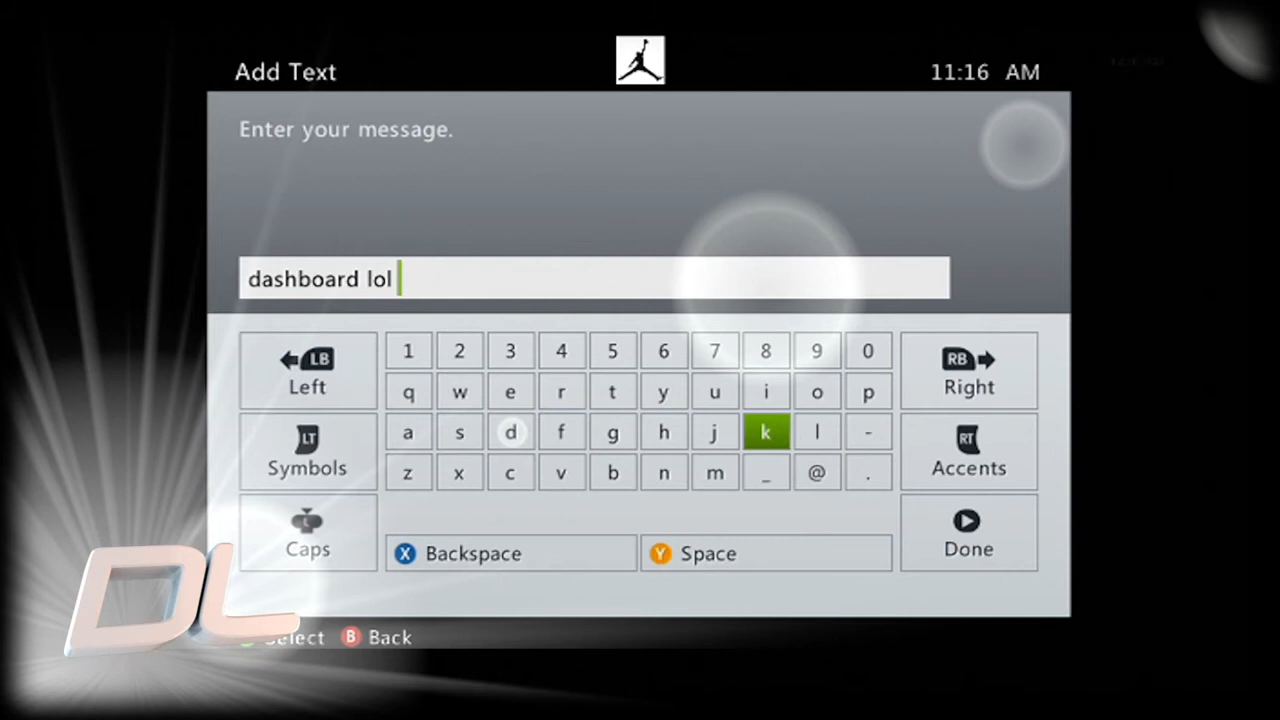 Add Text
11:16 AM
Enter your message.
dashboard lol
LB
Left
1 2 3 4 5 6 7 8 9 0
RB
Right
q w e r t y u i o p
LT
Symbols
a s d f g h j k l -
RT
Accents
z x c v b n m _ @ .
L
Caps
X Backspace
Y Space
Done
Select
B Back
DL